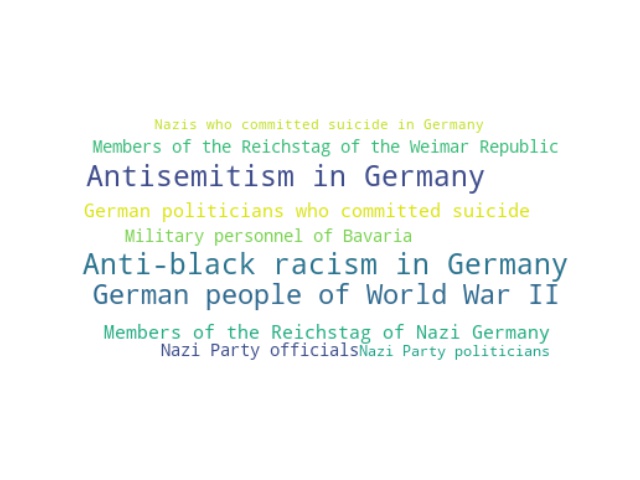 Nazis who committed suicide in Germany
Members of the Reichstag of the Weimar Republic
Antisemitism in Germany
German politicians who committed suicide
Military personnel of Bavaria
Anti-black racism in Germany
German people of World War II
Members of the Reichstag of Nazi Germany
Nazi Party officials Nazi Party politicians